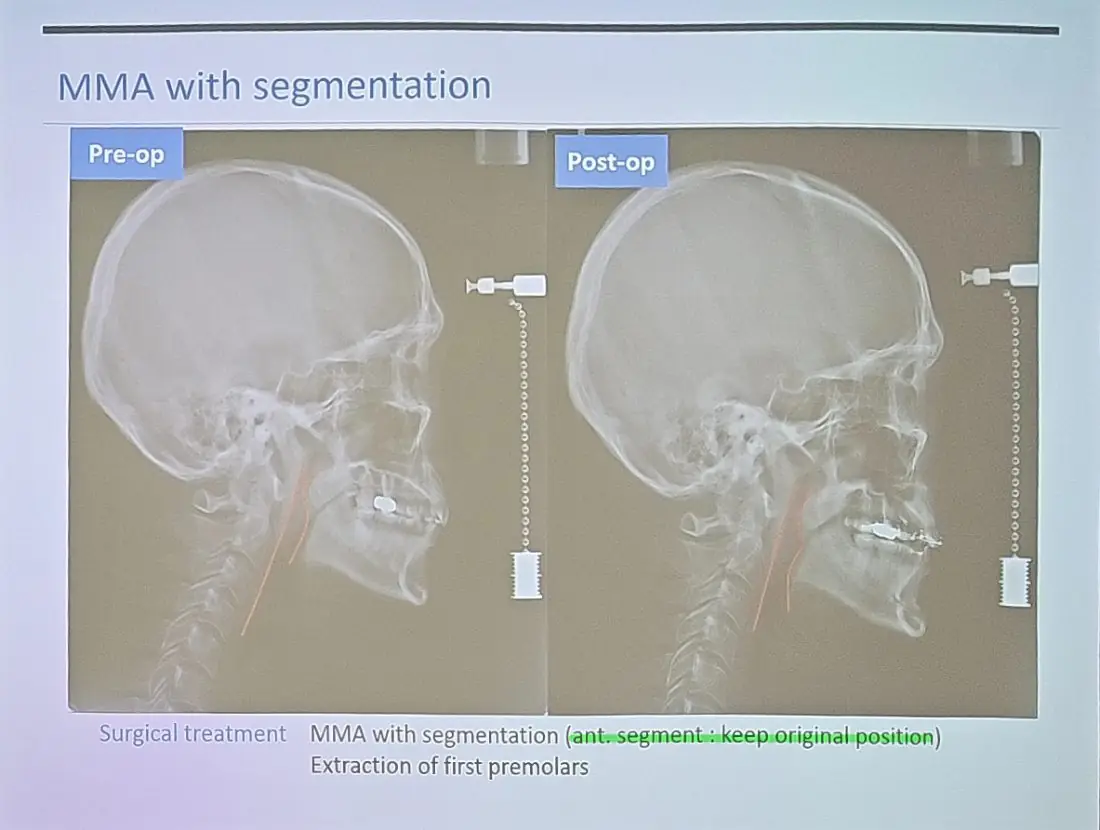 MMA with segmentation
Pre-op
Post-op
Surgical treatment MMA with segmentation (ant. segment : keep original position)
Extraction of first premolars